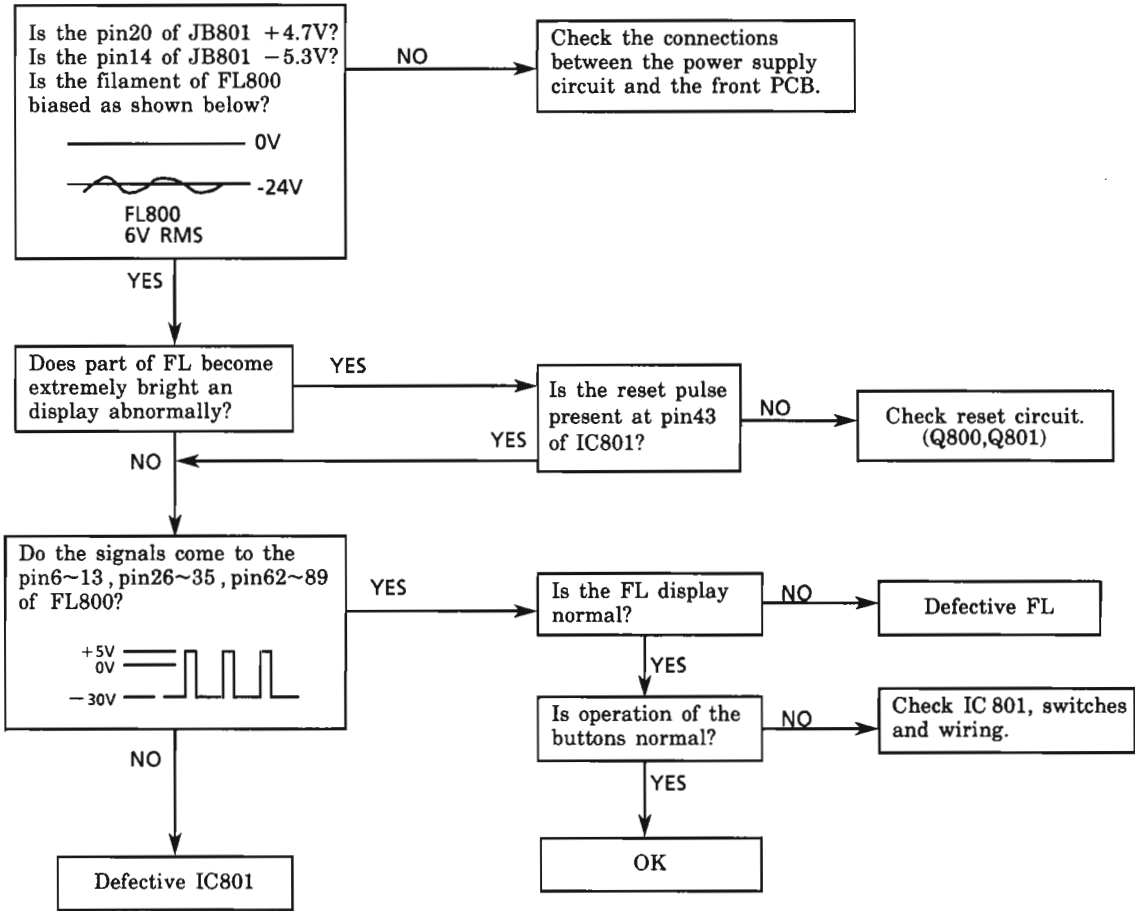 Is the pin20 of JB801 +4.7V?
Is the pin14 of JB801 −5.3V?
Is the filament of FL800
biased as shown below?
0V
-24V
FL800
6V RMS
NO
Check the connections
between the power supply
circuit and the front PCB.
YES
Does part of FL become
extremely bright an
display abnormally?
YES
Is the reset pulse
present at pin43
of IC801?
NO
Check reset circuit.
(Q800,Q801)
YES
NO
Do the signals come to the
pin6~13 , pin26~35 , pin62~89
of FL800?
+5V
0V
−30V
YES
Is the FL display
normal?
NO
Defective FL
YES
Is operation of the
buttons normal?
NO
Check IC 801, switches
and wiring.
NO
YES
Defective IC801
OK